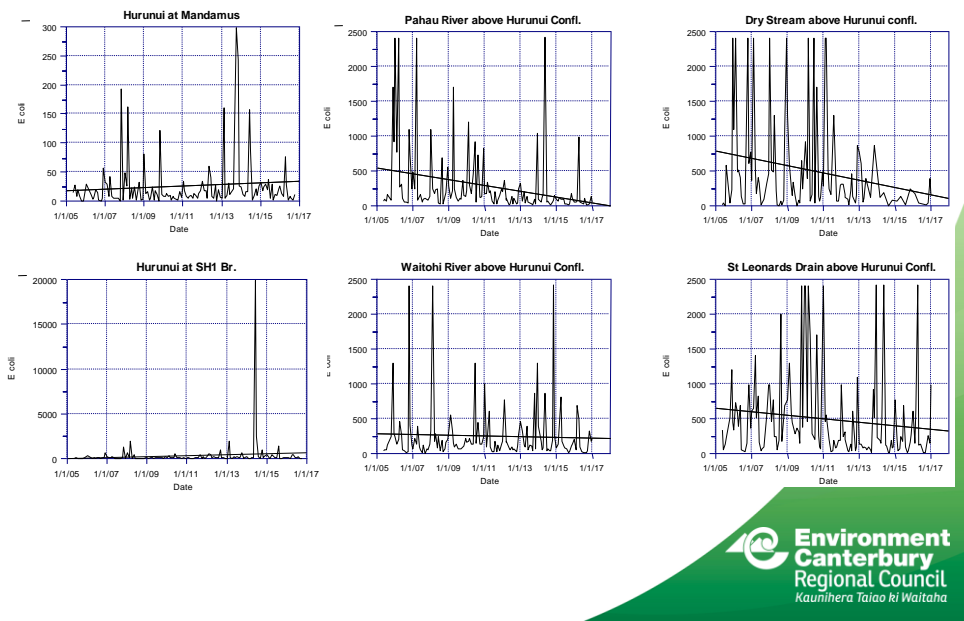 Hurunui at Mandamus
300
250
200
150
100
50
0
E coli
1/1/05 1/1/07 1/1/09 1/1/11 1/1/13 1/1/15 1/1/17
Date
Pahau River above Hurunui Confl.
2500
2000
1500
1000
500
0
E coli
1/1/05 1/1/07 1/1/09 1/1/11 1/1/13 1/1/15 1/1/17
Date
Dry Stream above Hurunui confl.
2500
2000
1500
1000
500
0
E coli
1/1/05 1/1/07 1/1/09 1/1/11 1/1/13 1/1/15 1/1/17
Date
Hurunui at SH1 Br.
20000
15000
10000
5000
0
E coli
1/1/05 1/1/07 1/1/09 1/1/11 1/1/13 1/1/15 1/1/17
Date
Waitohi River above Hurunui Confl.
2500
2000
1500
1000
500
0
E coli
1/1/05 1/1/07 1/1/09 1/1/11 1/1/13 1/1/15 1/1/17
Date
St Leonards Drain above Hurunui Confl.
2500
2000
1500
1000
500
0
E coli
1/1/05 1/1/07 1/1/09 1/1/11 1/1/13 1/1/15 1/1/17
Date
Environment
Canterbury
Regional Council
Kaunihera Taiao ki Waitaha